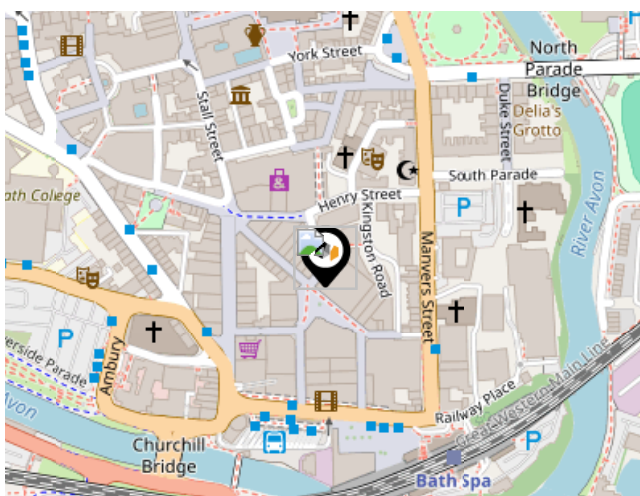 York Street
North
Parade
Bridge
Delia's
Grotto
Stall Street
Duke Street
ath College
South Parade
Henry Street
P
River Avon
Kingston Road
Manvers Street
P
Ambury
erside Parade
Avon
Churchill
Bridge
Railway Place
Great Western Main Line
P
Bath Spa